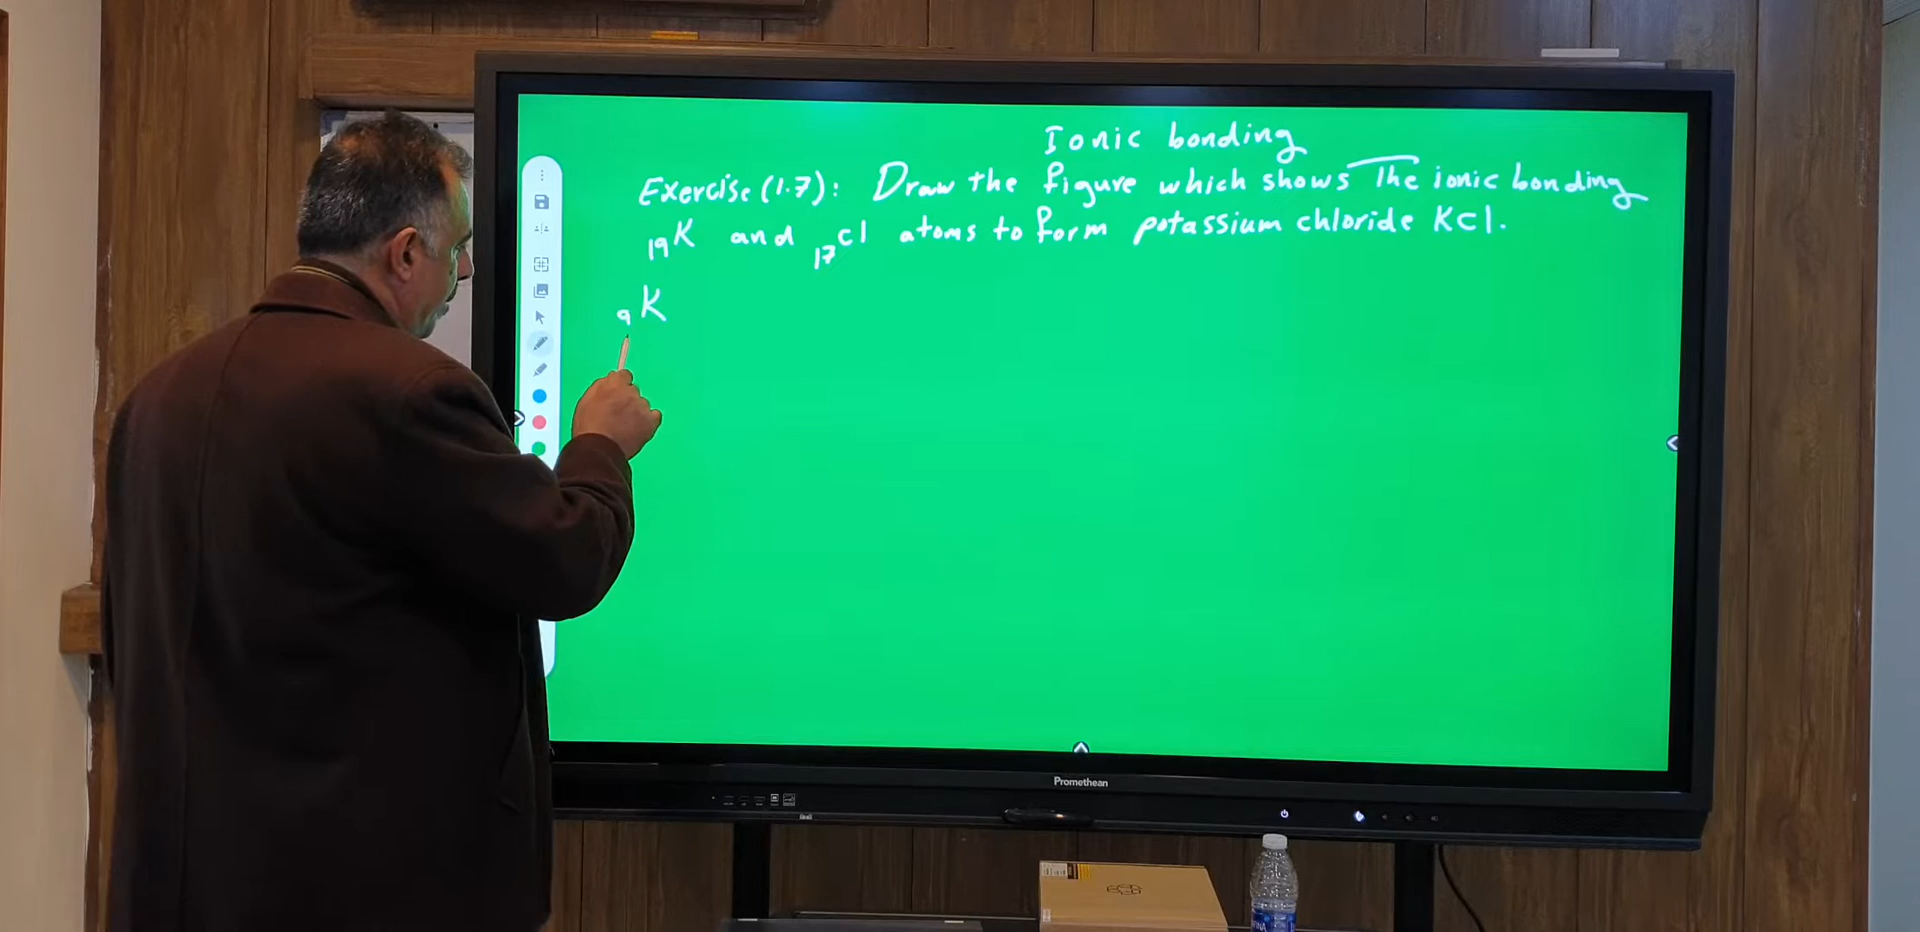 Ionic bonding
Exercise (1.7): Draw the figure which shows The ionic bonding
19K and 17Cl atoms to form potassium chloride KCl.
9K
Promethean